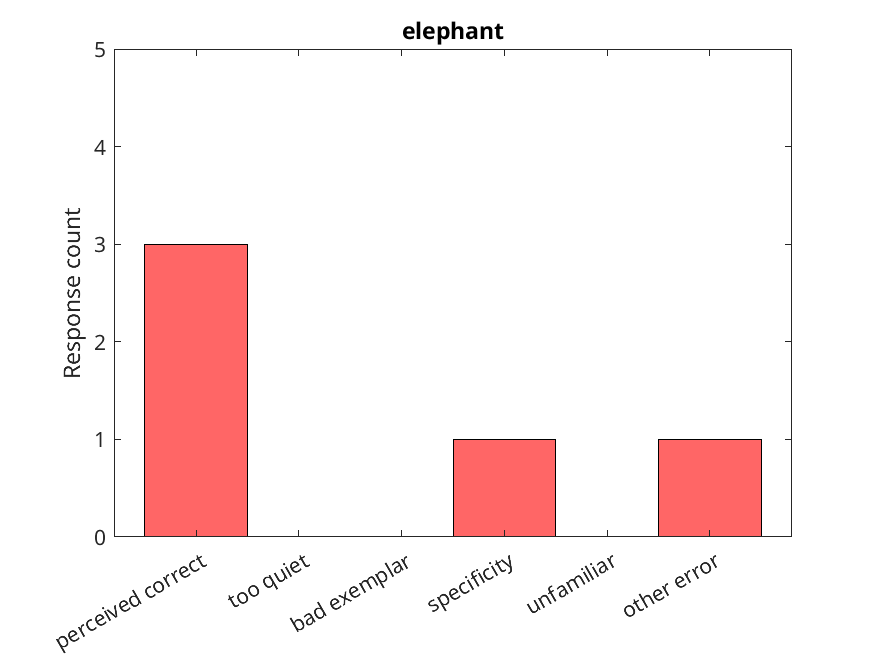 elephant
Response count
5
4
3
2
1
0
perceived correct
too quiet
bad exemplar
specificity
unfamiliar
other error